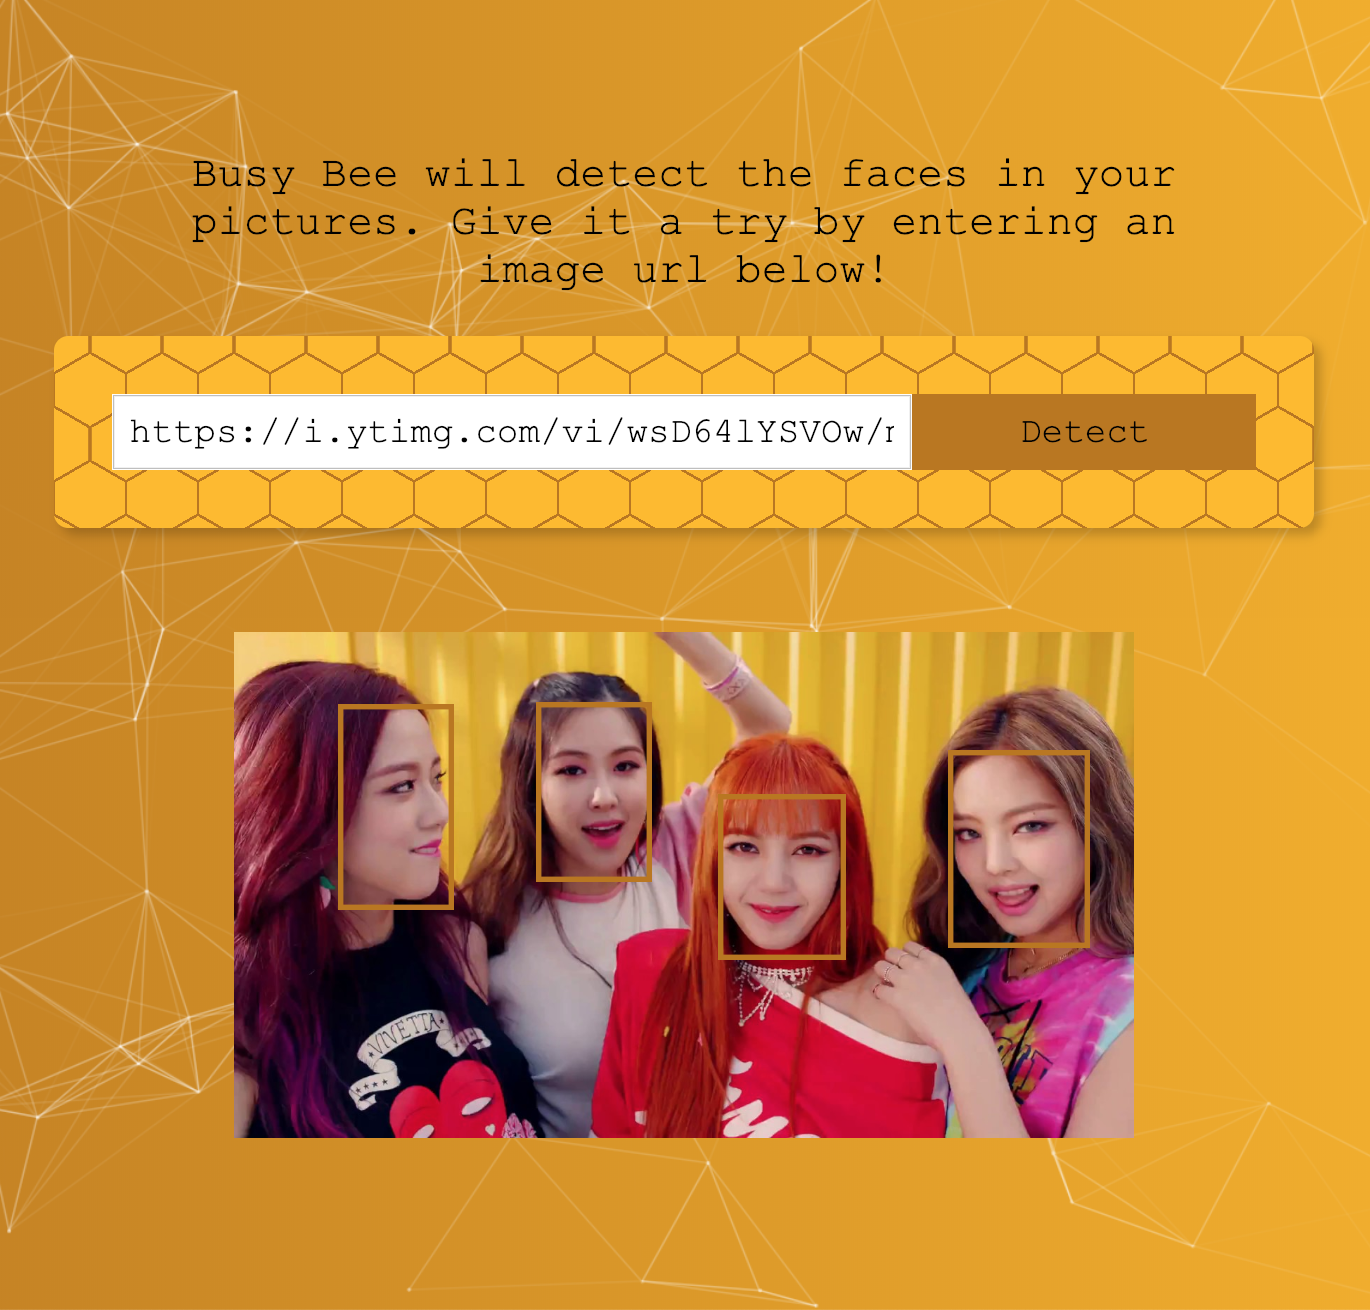 Busy Bee will detect the faces in your
pictures. Give it a try by entering an
image url below!
https://i.ytimg.com/vi/wsD64lYSVOw/
Detect
VIVETTA